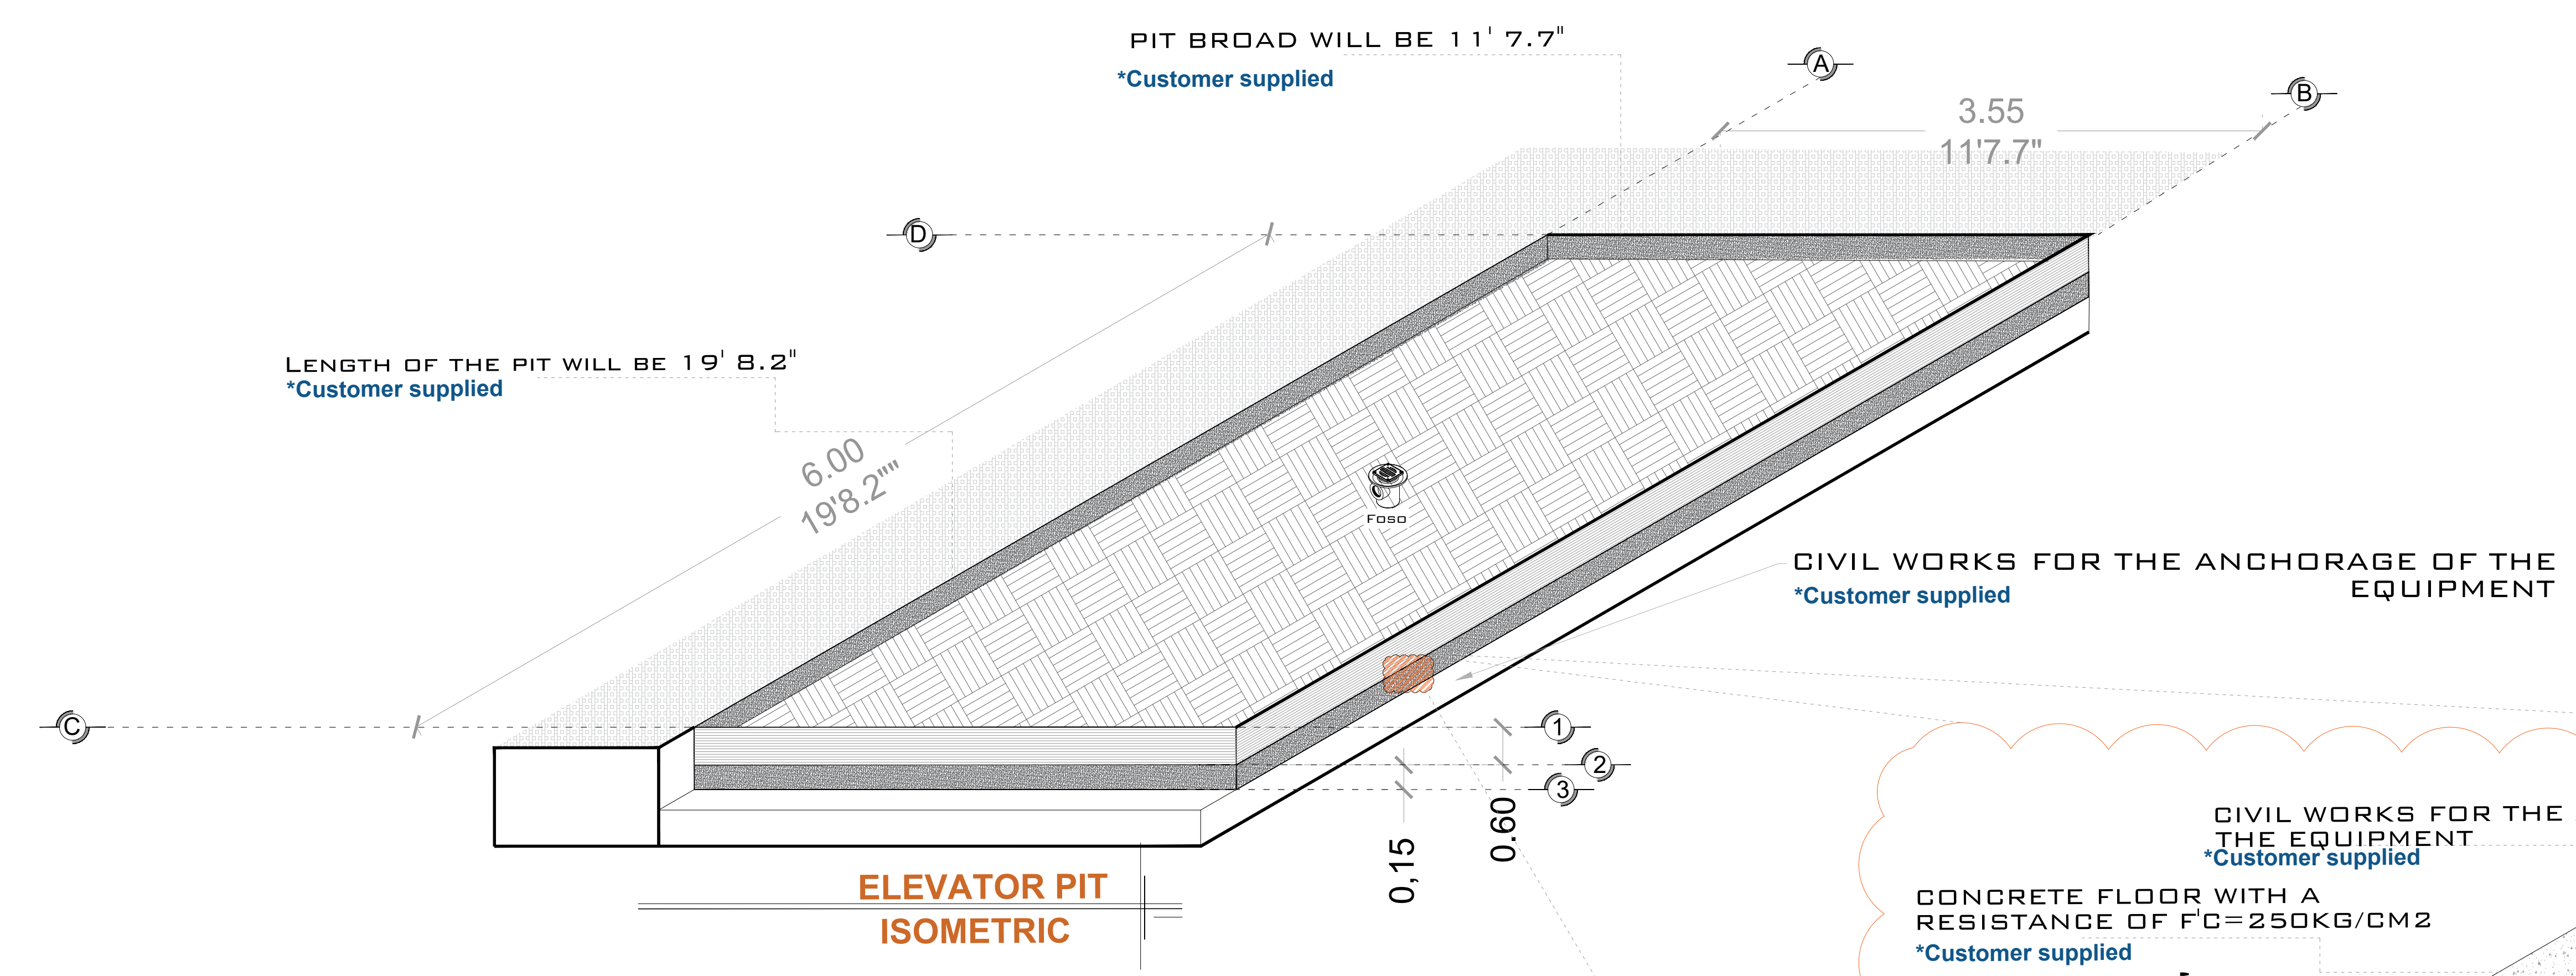 PIT BROAD WILL BE 11' 7.7"
*Customer supplied
A
B
3.55
11'7.7"
D
LENGTH OF THE PIT WILL BE 19' 8.2"
*Customer supplied
6.00
19'8.2""
FOSO
CIVIL WORKS FOR THE ANCHORAGE OF THE
EQUIPMENT
*Customer supplied
C
1
2
3
0,15
0.60
ELEVATOR PIT
ISOMETRIC
CIVIL WORKS FOR THE
THE EQUIPMENT
*Customer supplied
CONCRETE FLOOR WITH A
RESISTANCE OF F'C=250KG/CM2
*Customer supplied